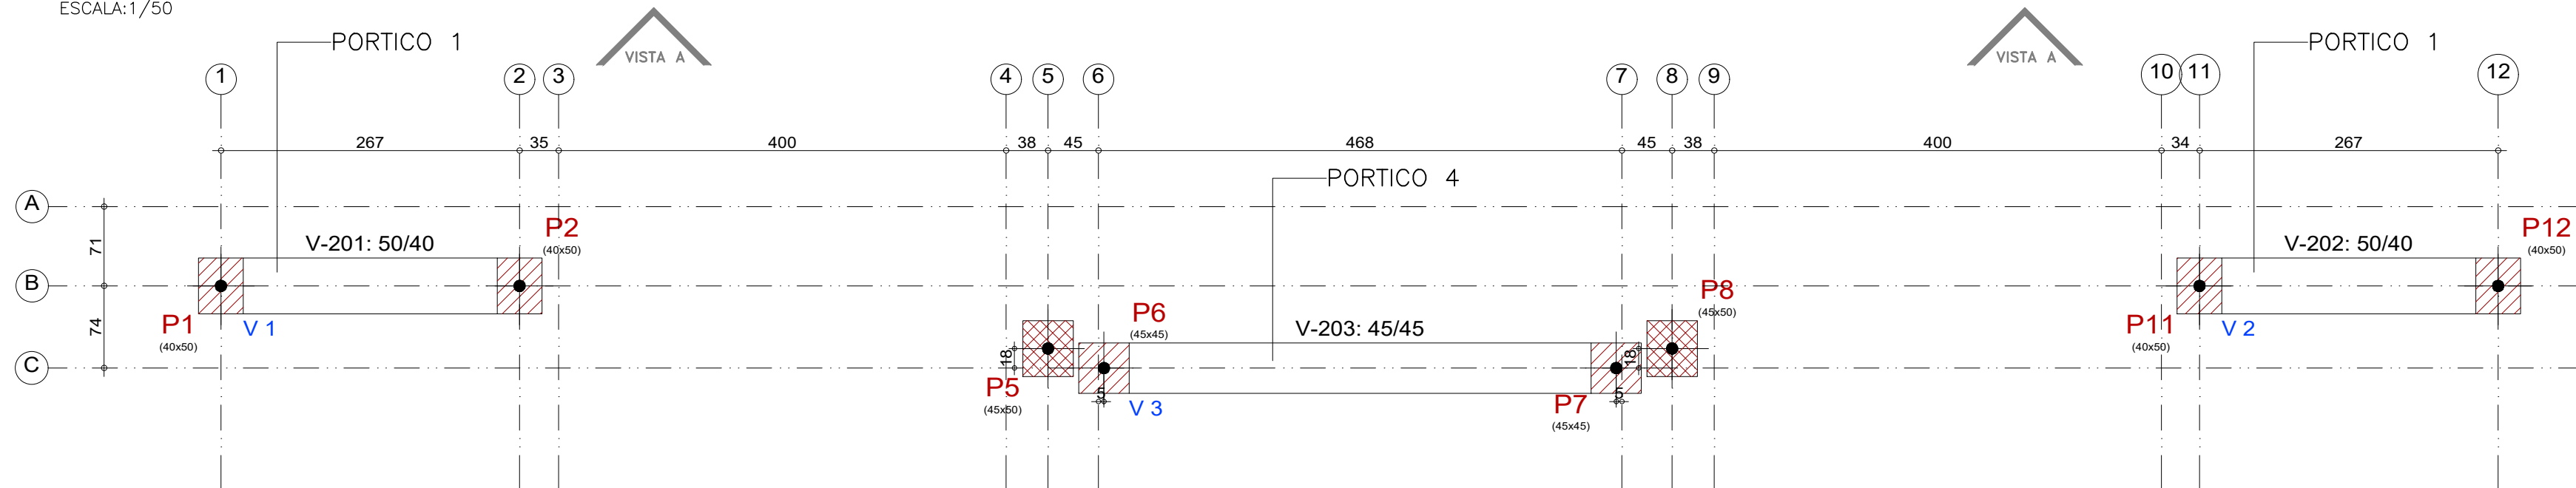 ESCALA:1/50
PORTICO 1
VISTA A
VISTA A
PORTICO 1
1
2
3
4
5
6
7
8
9
10
11
12
267
35
400
38
45
468
45
38
400
34
267
PORTICO 4
A
71
B
74
C
V-201: 50/40
P2
(40x50)
P1
(40x50)
V 1
P6
(45x45)
V-203: 45/45
P8
(45x50)
18
18
P5
(45x50)
5
V 3
P7
(45x45)
5
V-202: 50/40
P12
(40x50)
P11
(40x50)
V 2